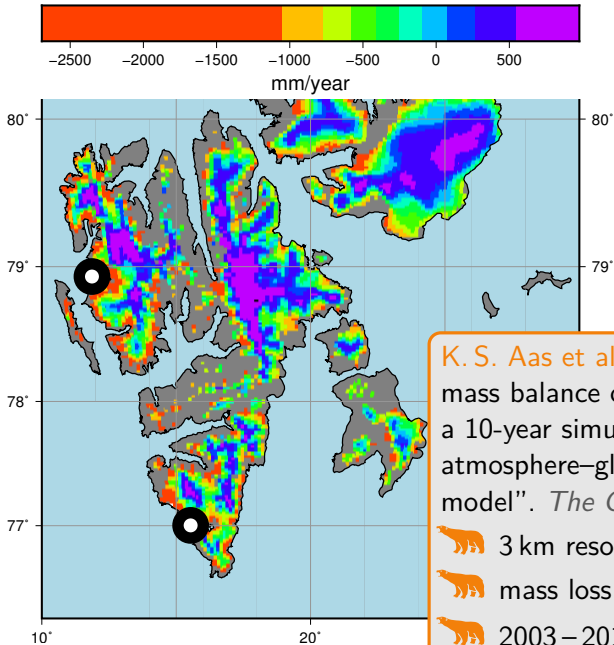 −2500 −2000 −1500 −1000 −500 0 500
mm/year
80° 80°
79° 79°
78°
77°
10° 20°
K. S. Aas et al
mass balance
a 10-year simu
atmosphere–gl
model”. The
3 km reso
mass loss
2003 – 20